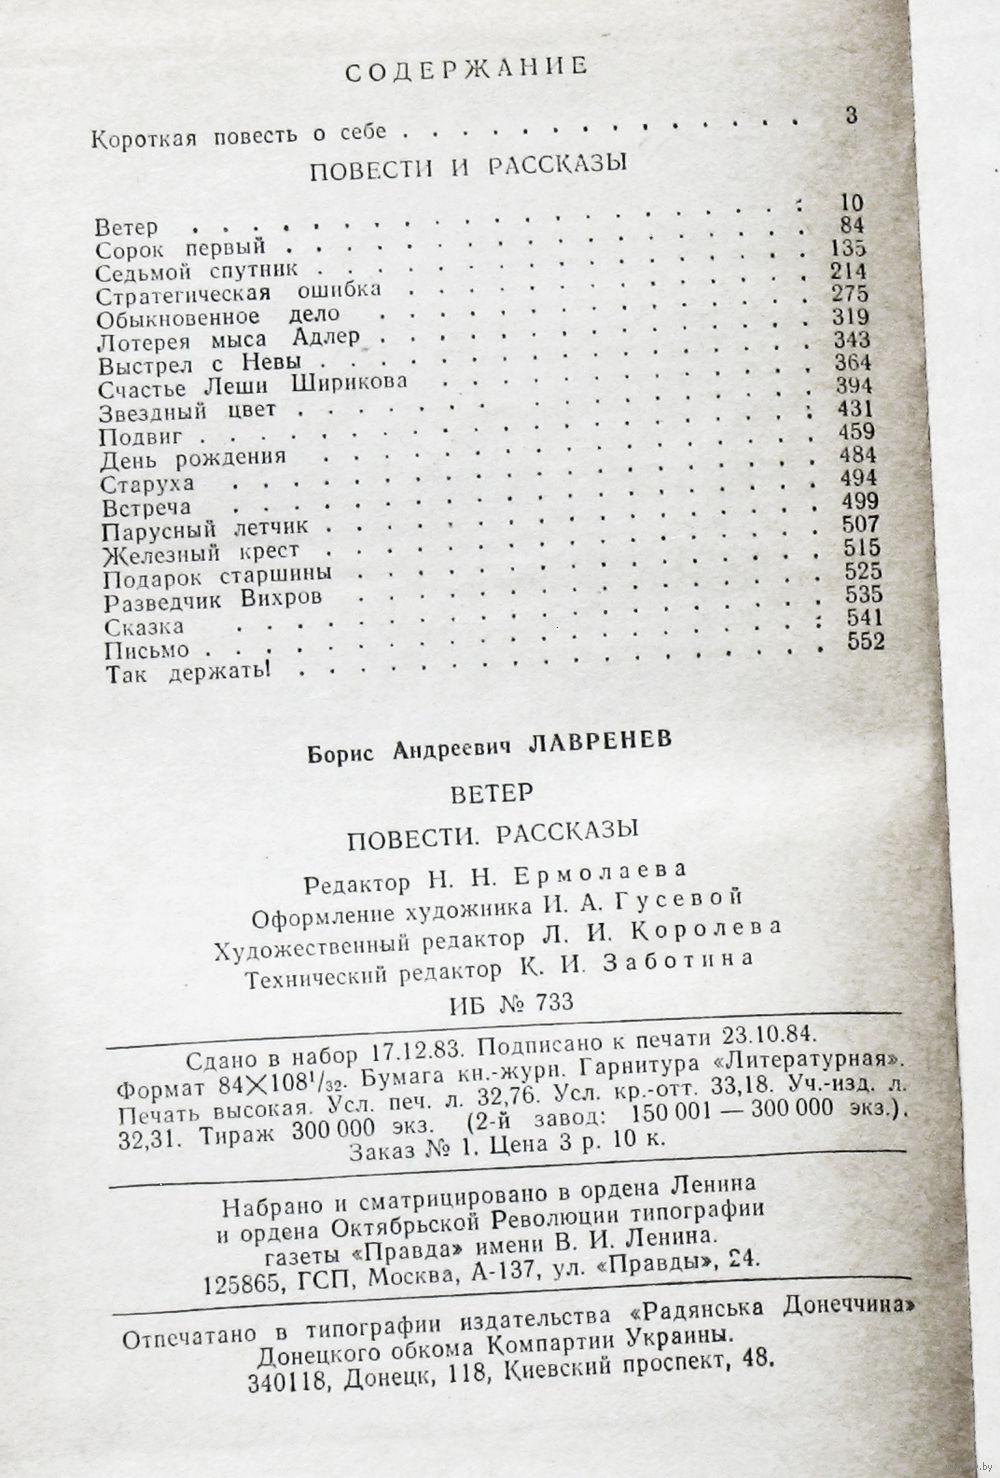 СОДЕРЖАНИЕ
Короткая повесть о себе . . . . . . . . . . . . . . 3
ПОВЕСТИ И РАССКАЗЫ
Ветер . . . . . . . . . . . . . . . . . . . . 10
Сорок первый . . . . . . . . . . . . . . . . . 84
Седьмой спутник . . . . . . . . . . . . . . . . 135
Стратегическая ошибка . . . . . . . . . . . . . 214
Обыкновенное дело . . . . . . . . . . . . . . 275
Лотерея мыса Адлер . . . . . . . . . . . . . . 319
Выстрел с Невы . . . . . . . . . . . . . . . . 343
Счастье Леши Ширикова . . . . . . . . . . . . 364
Звездный цвет . . . . . . . . . . . . . . . . 394
Подвиг . . . . . . . . . . . . . . . . . . . . 431
День рождения . . . . . . . . . . . . . . . . 459
Старуха . . . . . . . . . . . . . . . . . . . 484
Встреча . . . . . . . . . . . . . . . . . . . 494
Парусный летчик . . . . . . . . . . . . . . . . 499
Железный крест . . . . . . . . . . . . . . . . 507
Подарок старшины . . . . . . . . . . . . . . . 515
Разведчик Вихров . . . . . . . . . . . . . . . 525
Сказка . . . . . . . . . . . . . . . . . . . 535
Письмо . . . . . . . . . . . . . . . . . . . . 541
Так держать! . . . . . . . . . . . . . . . . . 552
Борис Андреевич ЛАВРЕНЕВ
ВЕТЕР
ПОВЕСТИ. РАССКАЗЫ
Редактор Н. Н. Ермолаева
Оформление художника И. А. Гусевой
Художественный редактор Л. И. Королева
Технический редактор К. И. Заботина
ИБ № 733
Сдано в набор 17.12.83. Подписано к печати 23.10.84.
Формат 84×108¹/₃₂. Бумага кн.-журн. Гарнитура «Литературная».
Печать высокая. Усл. печ. л. 32,76. Усл. кр.-отт. 33,18. Уч.-изд. л.
32,31. Тираж 300 000 экз. (2-й завод: 150 001 — 300 000 экз.).
Заказ № 1. Цена 3 р. 10 к.
Набрано и сматрицировано в ордена Ленина
и ордена Октябрьской Революции типографии
газеты «Правда» имени В. И. Ленина.
125865, ГСП, Москва, А-137, ул. «Правды», 24.
Отпечатано в типографии издательства «Радянська Донеччина»
Донецкого обкома Компартии Украины.
340118, Донецк, 118, Киевский проспект, 48.